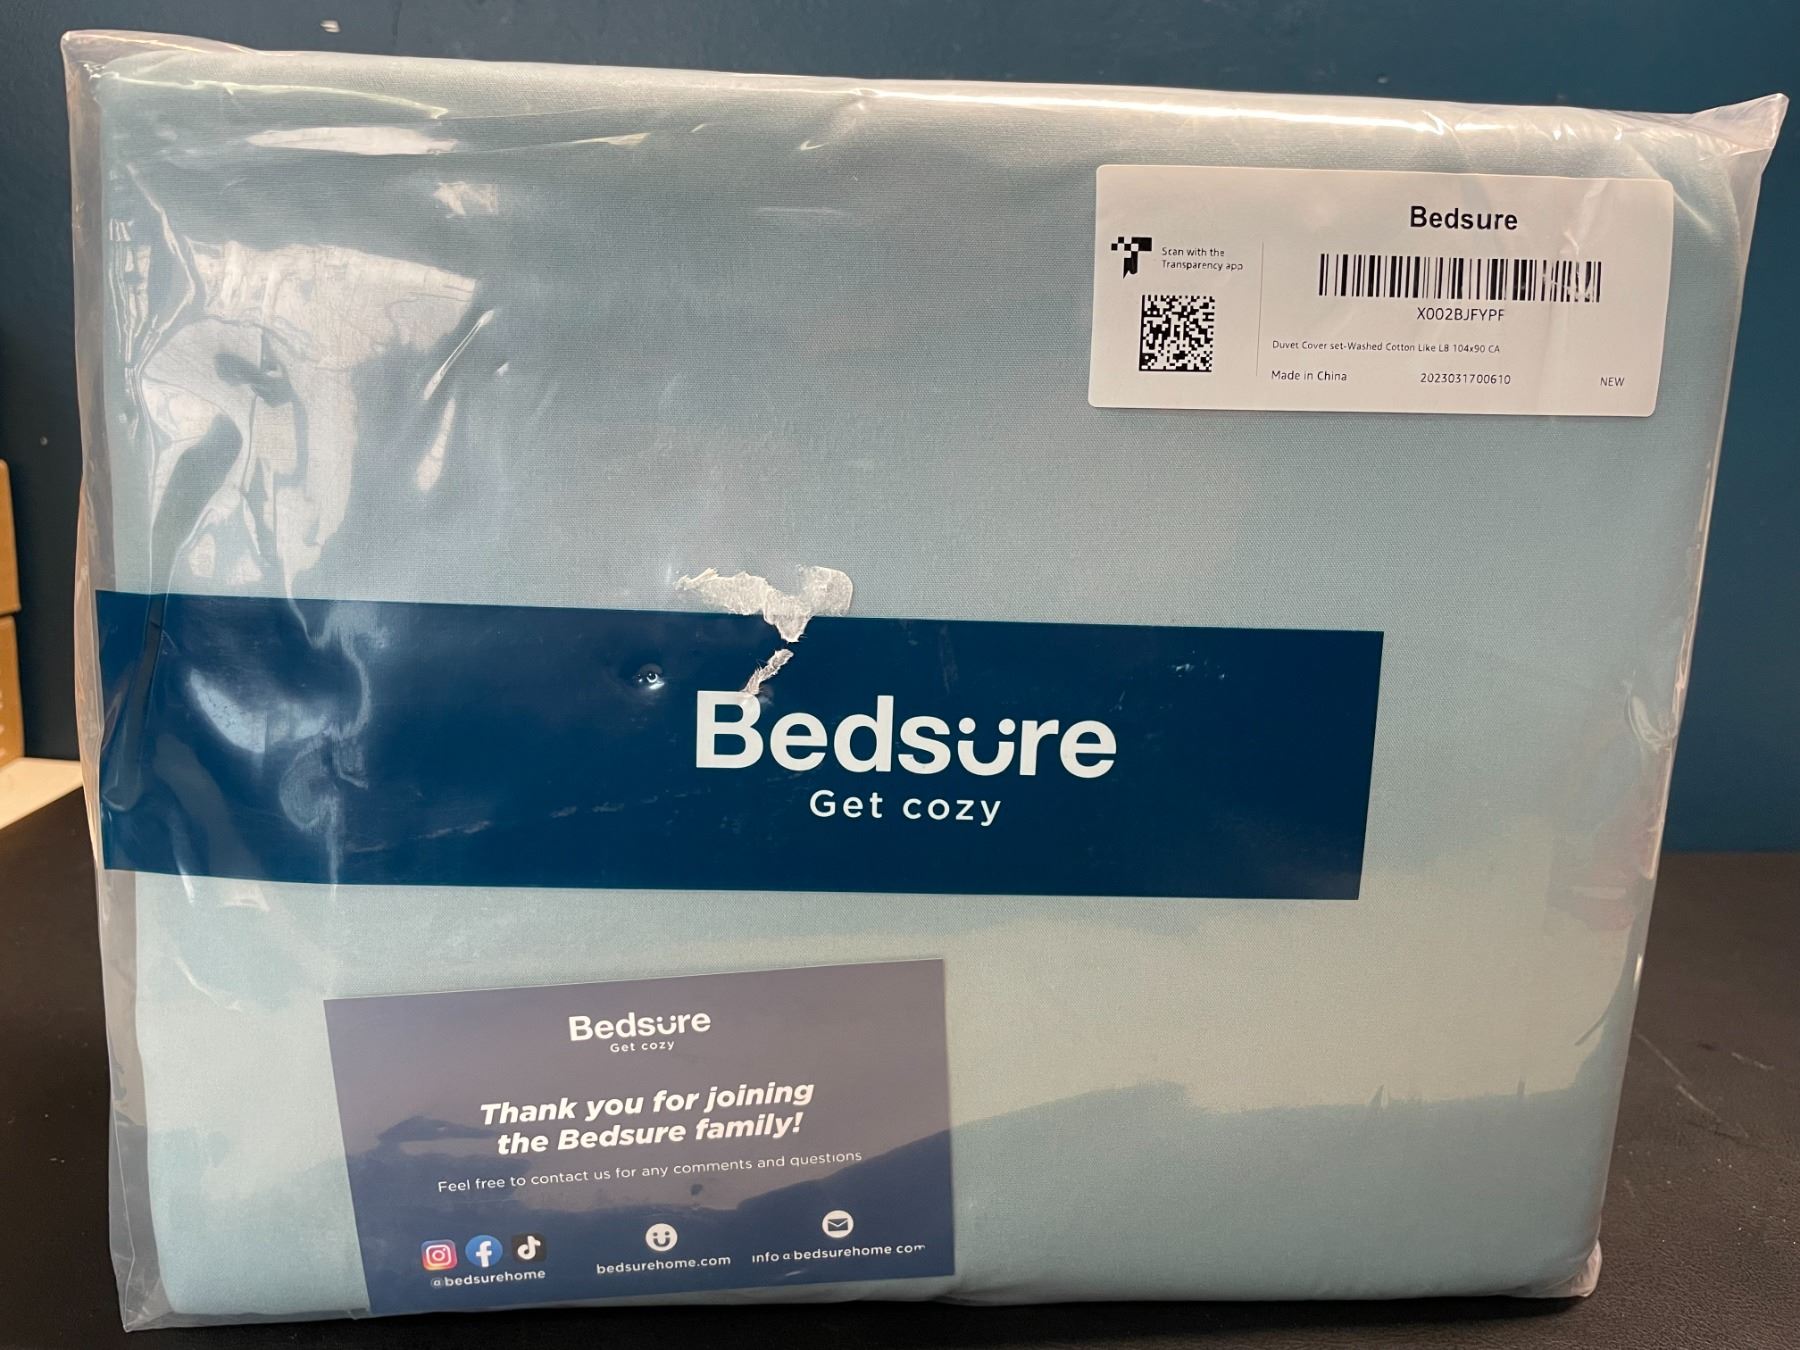 Bedsure
Scan with the
Transparency app
X002BJFYPF
Duvet Cover set-Washed Cotton Like LB 104x90 CA
Made in China
2023031700610
NEW
Bedsure
Get cozy
Bedsure
Get cozy
Thank you for joining
the Bedsure family!
Feel free to contact us for any comments and questions
@bedsurehome
bedsurehome.com
info@bedsurehome.com